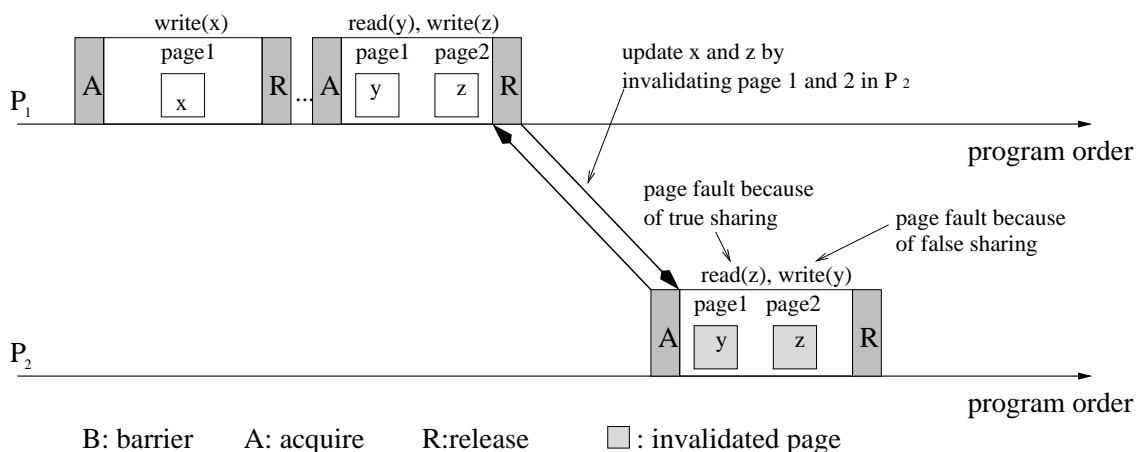 write(x)
read(y), write(z)
page1
page1
page2
update x and z by
invalidating page 1 and 2 in P2
A
x
R
...
A
y
z
R
P1
program order
page fault because
of true sharing
page fault because
of false sharing
read(z), write(y)
page1
page2
A
y
z
R
P2
program order
B: barrier
A: acquire
R:release
: invalidated page